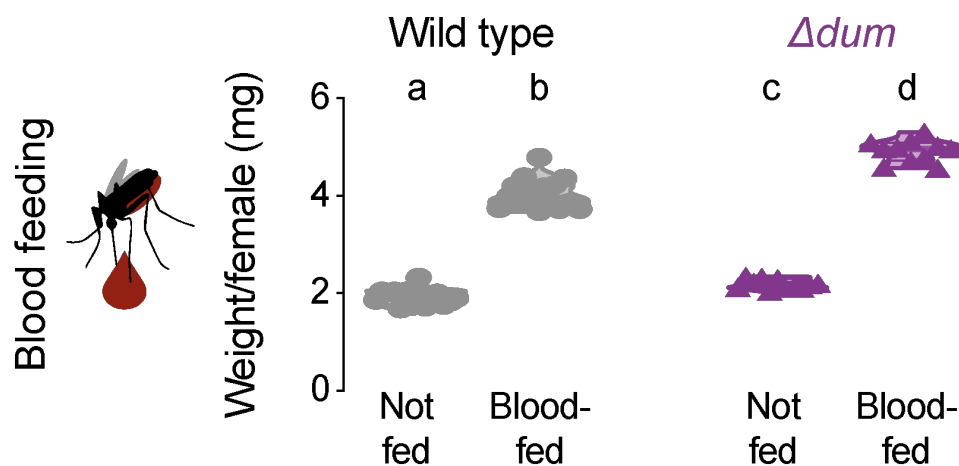 Wild type
Δdum
a
b
c
d
Blood feeding
Weight/female (mg)
6
4
2
0
Not
fed
Blood-
fed
Not
fed
Blood-
fed